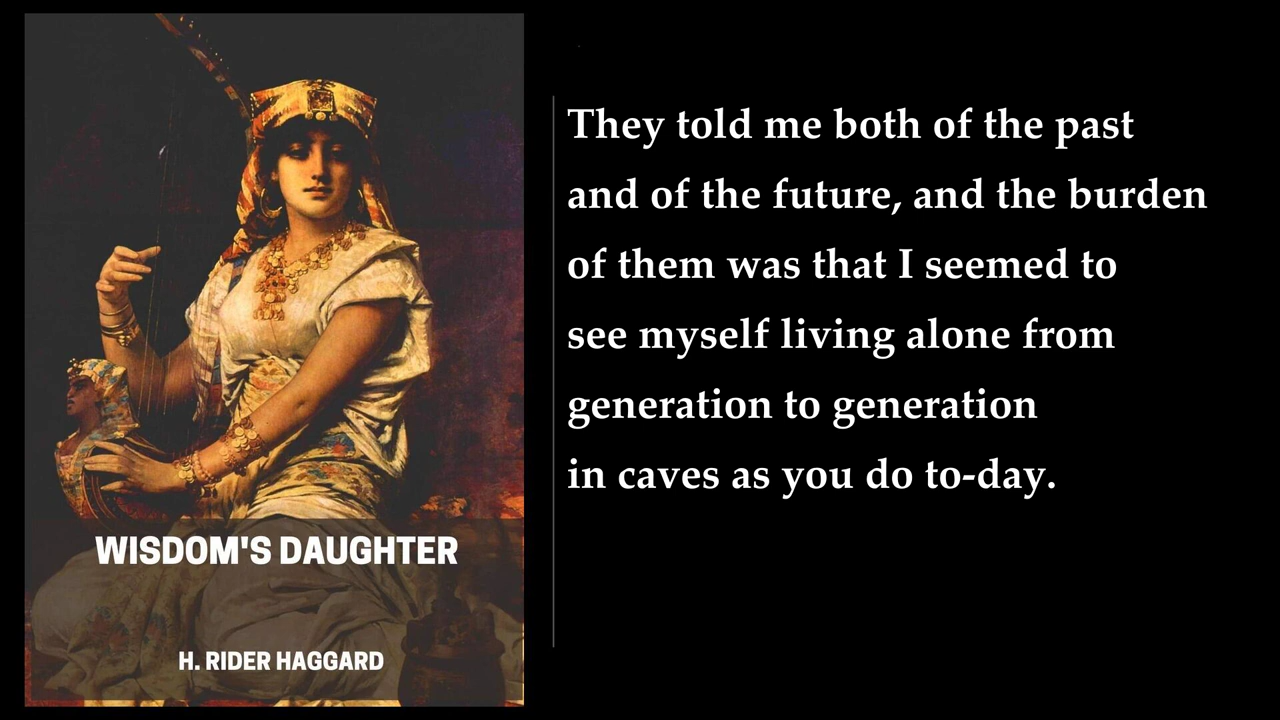 WISDOM'S DAUGHTER
H. RIDER HAGGARD
They told me both of the past
and of the future, and the burden
of them was that I seemed to
see myself living alone from
generation to generation
in caves as you do to-day.